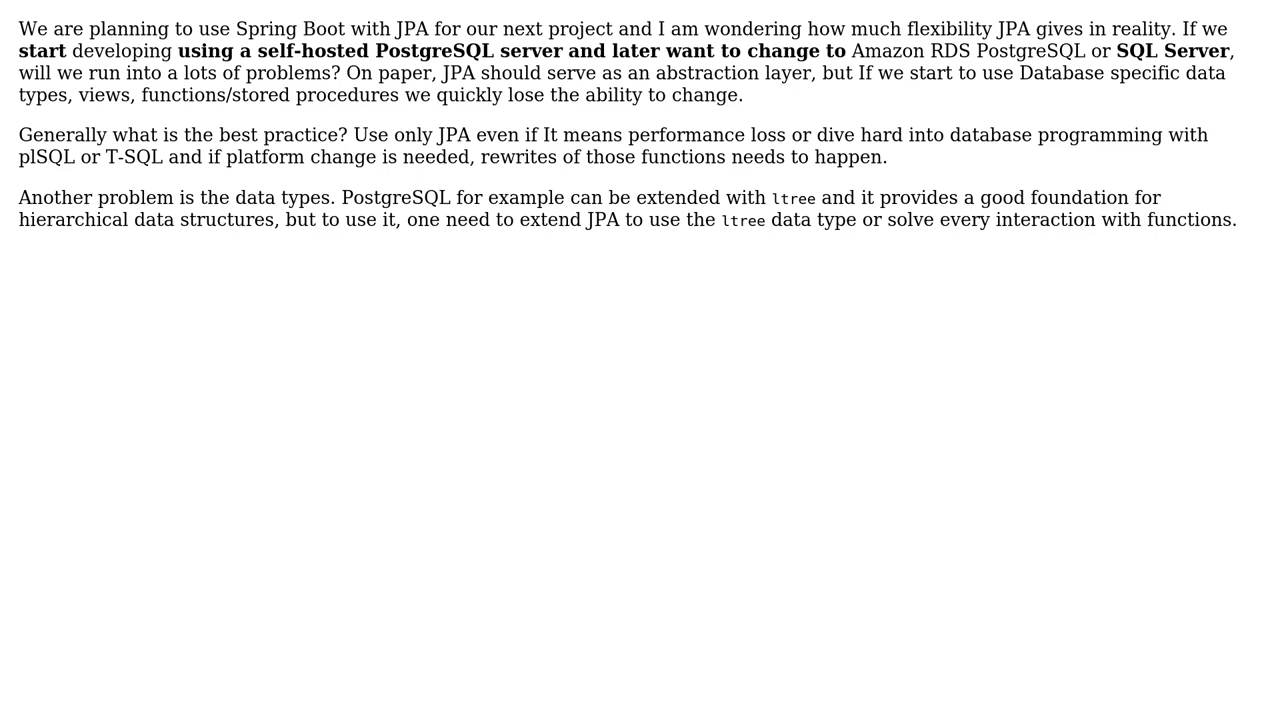 We are planning to use Spring Boot with JPA for our next project and I am wondering how much flexibility JPA gives in reality. If we
start developing using a self-hosted PostgreSQL server and later want to change to Amazon RDS PostgreSQL or SQL Server,
will we run into a lots of problems? On paper, JPA should serve as an abstraction layer, but If we start to use Database specific data
types, views, functions/stored procedures we quickly lose the ability to change.
Generally what is the best practice? Use only JPA even if It means performance loss or dive hard into database programming with
plSQL or T-SQL and if platform change is needed, rewrites of those functions needs to happen.
Another problem is the data types. PostgreSQL for example can be extended with ltree and it provides a good foundation for
hierarchical data structures, but to use it, one need to extend JPA to use the ltree data type or solve every interaction with functions.